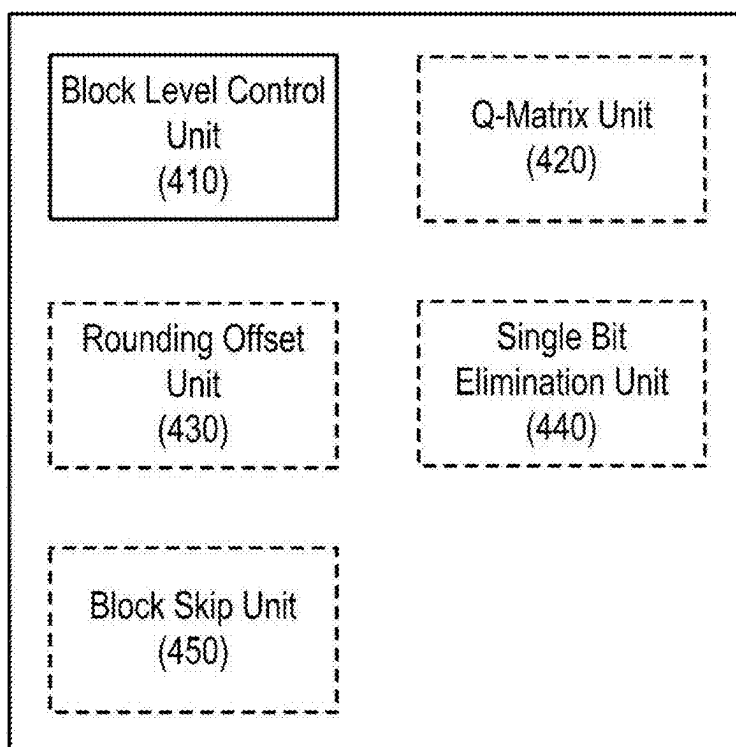 Block Level Control
Unit
(410)
Q-Matrix Unit
(420)
Rounding Offset
Unit
(430)
Single Bit
Elimination Unit
(440)
Block Skip Unit
(450)